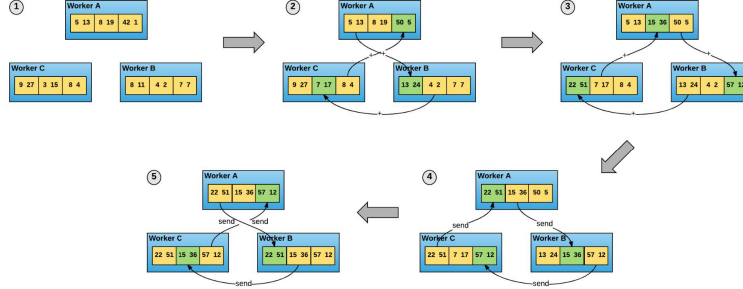 1
Worker A
5 13 8 19 42 1
Worker C
9 27 3 15 8 4
Worker B
8 11 4 2 7 7
2
Worker A
5 13 8 19 50 5
+ +
Worker C
9 27 7 17 8 4
Worker B
13 24 4 2 7 7
+
3
Worker A
5 13 15 36 50 5
+ +
Worker C
22 51 7 17 8 4
Worker B
13 24 4 2 57 12
+
5
Worker A
22 51 15 36 57 12
send send
Worker C
22 51 15 36 57 12
Worker B
22 51 15 36 57 12
send
4
Worker A
22 51 15 36 50 5
send send
Worker C
22 51 7 17 57 12
Worker B
13 24 15 36 57 12
send